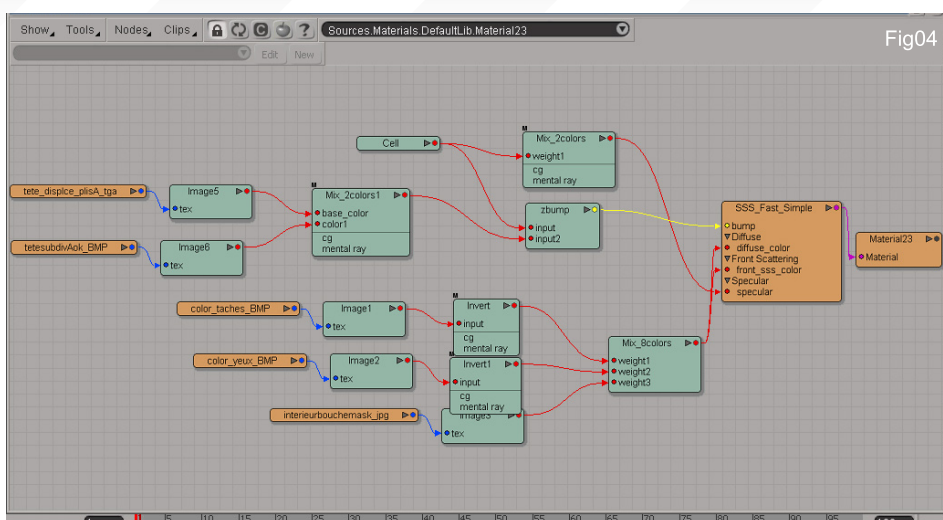 Show Tools Nodes Clips C ? Sources.Materials.DefaultLib.Material23
Fig04
Edit New
Cell
Mix_2colors
weight1
cg
mental ray
tete_displce_plisA_tga
Image5
tex
Mix_2colors1
base_color
color1
cg
mental ray
zbump
input
input2
SSS_Fast_Simple
bump
Diffuse
diffuse_color
Front Scattering
front_sss_color
Specular
specular
Material23
Material
tetesubdivAok_BMP
Image6
tex
color_taches_BMP
Image1
tex
M
Invert
input
cg
mental ray
Mix_8colors
weight1
weight2
weight3
color_yeux_BMP
Image2
tex
Invert1
input
cg
mental ray
interieurbouchemask_jpg
Image3
tex
5 10 15 20 25 30 35 40 45 50 55 60 65 70 75 80 85 90 95